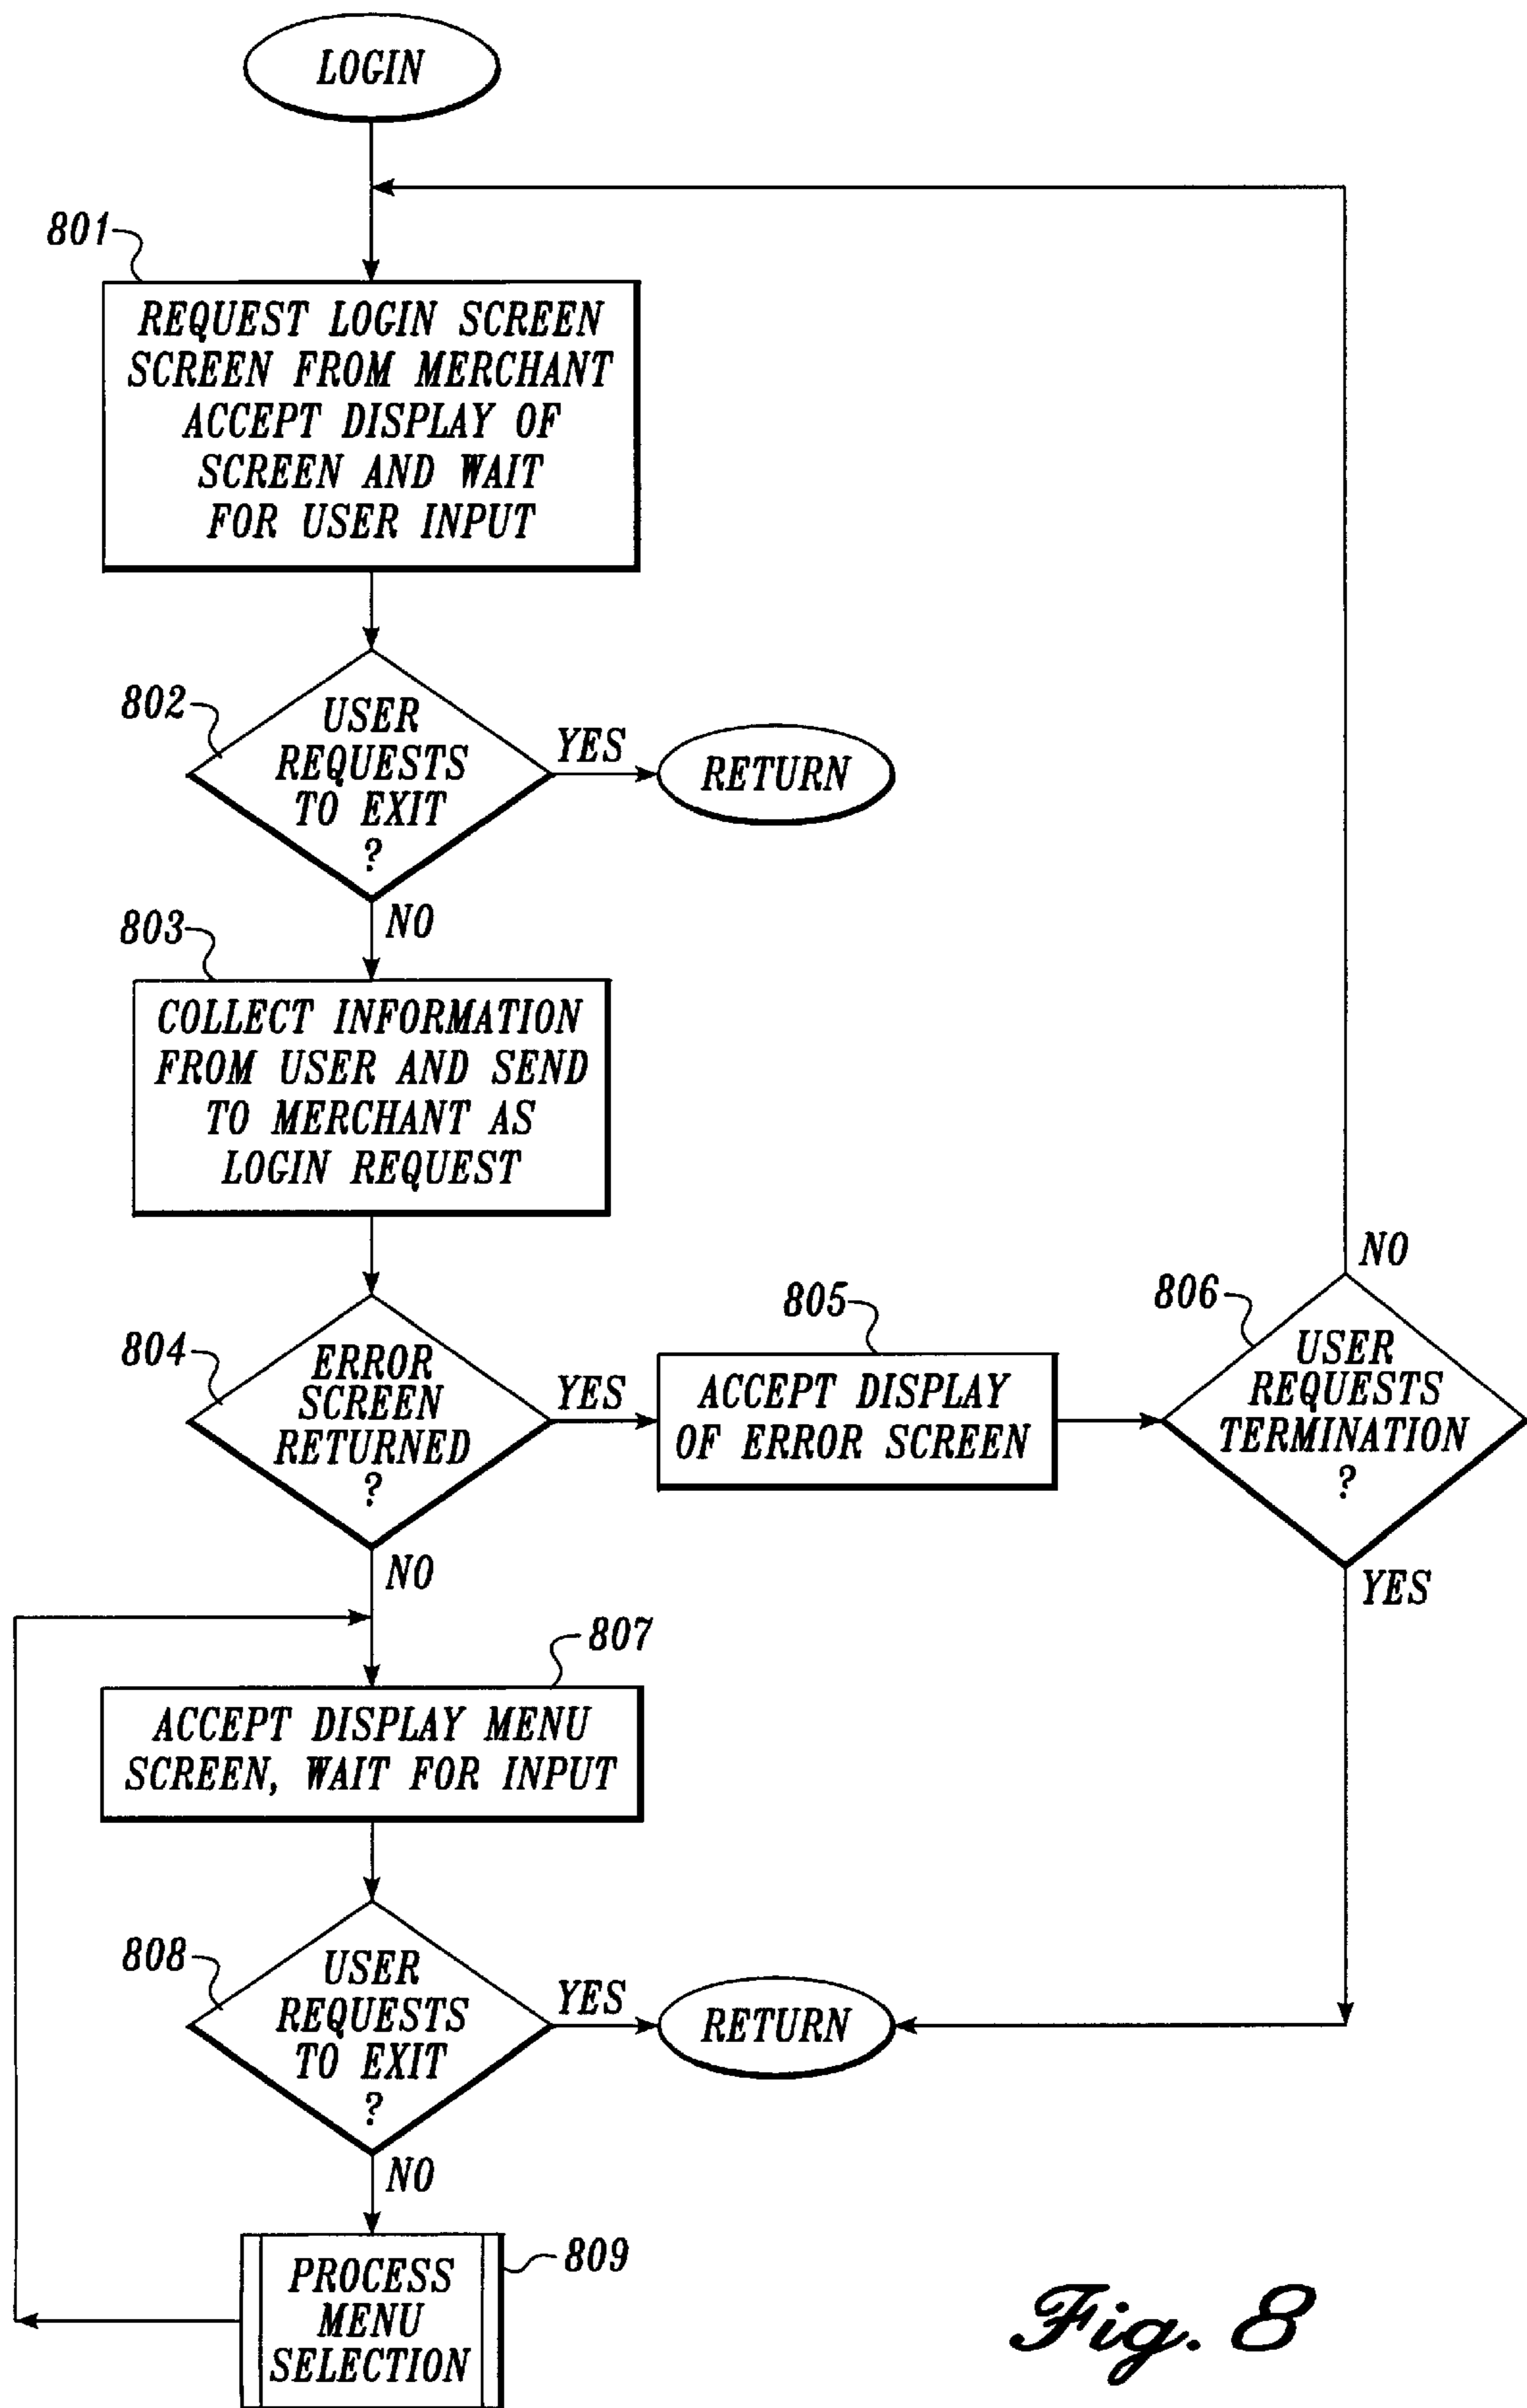 LOGIN
801
REQUEST LOGIN SCREEN
SCREEN FROM MERCHANT
ACCEPT DISPLAY OF
SCREEN AND WAIT
FOR USER INPUT
802
USER
REQUESTS
TO EXIT
?
YES
RETURN
NO
803
COLLECT INFORMATION
FROM USER AND SEND
TO MERCHANT AS
LOGIN REQUEST
804
ERROR
SCREEN
RETURNED
?
YES
805
ACCEPT DISPLAY
OF ERROR SCREEN
806
USER
REQUESTS
TERMINATION
?
NO
YES
NO
807
ACCEPT DISPLAY MENU
SCREEN, WAIT FOR INPUT
808
USER
REQUESTS
TO EXIT
?
YES
RETURN
NO
809
PROCESS
MENU
SELECTION
Fig. 8